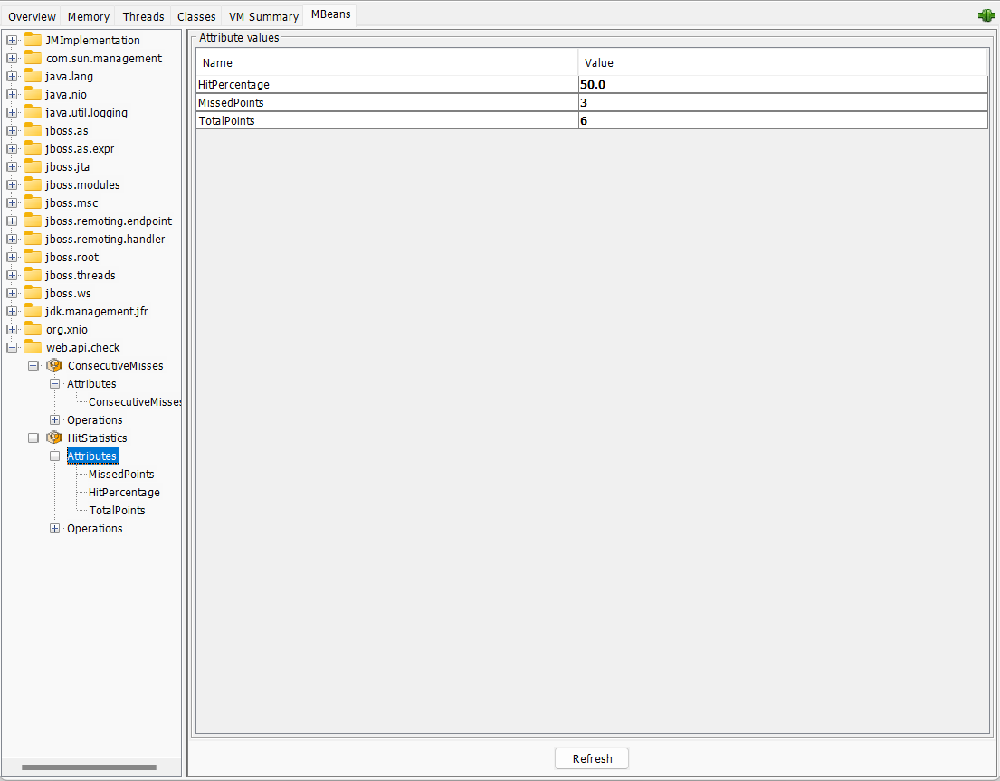 Overview Memory Threads Classes VM Summary MBeans
JMImplementation
com.sun.management
java.lang
java.nio
java.util.logging
jboss.as
jboss.as.expr
jboss.jta
jboss.modules
jboss.msc
jboss.remoting.endpoint
jboss.remoting.handler
jboss.root
jboss.threads
jboss.ws
jdk.management.jfr
org.xnio
web.api.check
ConsecutiveMisses
Attributes
ConsecutiveMisses
Operations
HitStatistics
Attributes
MissedPoints
HitPercentage
TotalPoints
Operations
Attribute values
Name Value
HitPercentage 50.0
MissedPoints 3
TotalPoints 6
Refresh